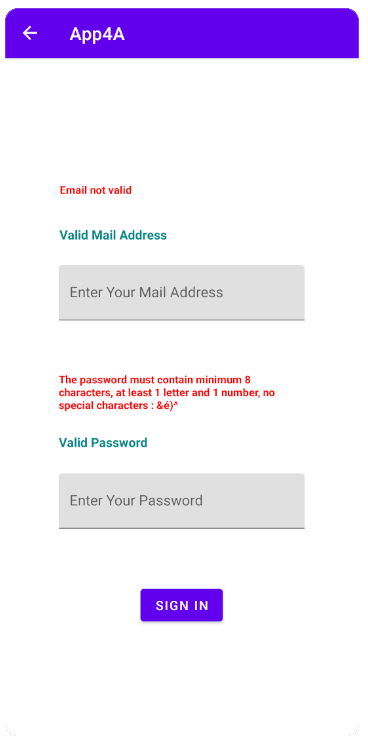 App4A
Email not valid
Valid Mail Address
Enter Your Mail Address
The password must contain minimum 8
characters, at least 1 letter and 1 number, no
special characters : &é)^
Valid Password
Enter Your Password
SIGN IN